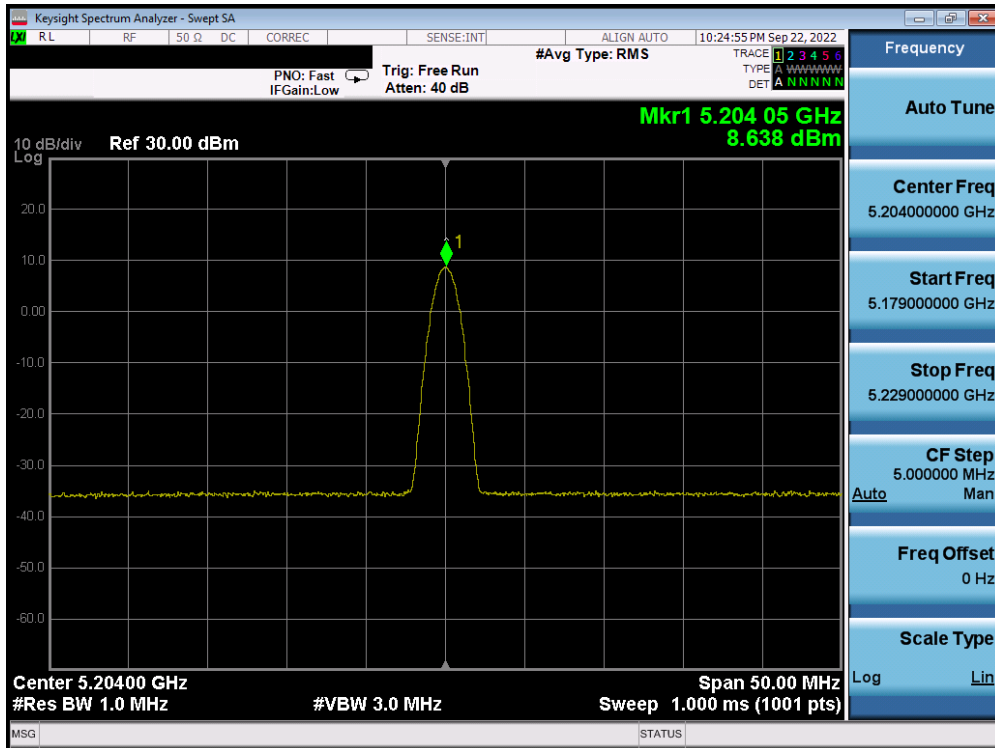 Keysight Spectrum Analyzer - Swept SA
LXI RL RF 50 Ω DC CORREC SENSE:INT ALIGN AUTO 10:24:55 PM Sep 22, 2022
#Avg Type: RMS TRACE 1 2 3 4 5 6
PNO: Fast Trig: Free Run TYPE A WWWWW
IFGain:Low Atten: 40 dB DET A N N N N N
Mkr1 5.204 05 GHz
8.638 dBm
10 dB/div Ref 30.00 dBm
Log
20.0
1
10.0
0.00
-10.0
-20.0
-30.0
-40.0
-50.0
-60.0
Center 5.20400 GHz Span 50.00 MHz
#Res BW 1.0 MHz #VBW 3.0 MHz Sweep 1.000 ms (1001 pts)
MSG STATUS
Frequency
Auto Tune
Center Freq
5.204000000 GHz
Start Freq
5.179000000 GHz
Stop Freq
5.229000000 GHz
CF Step
5.000000 MHz
Auto Man
Freq Offset
0 Hz
Scale Type
Log Lin